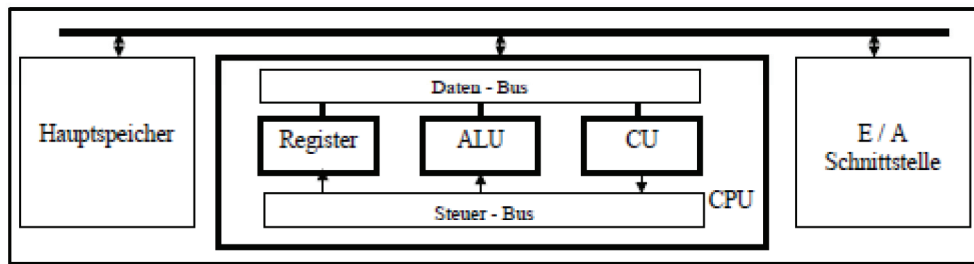 Daten - Bus
Hauptspeicher
Register
ALU
CU
E / A
Schnittstelle
Steuer - Bus
CPU